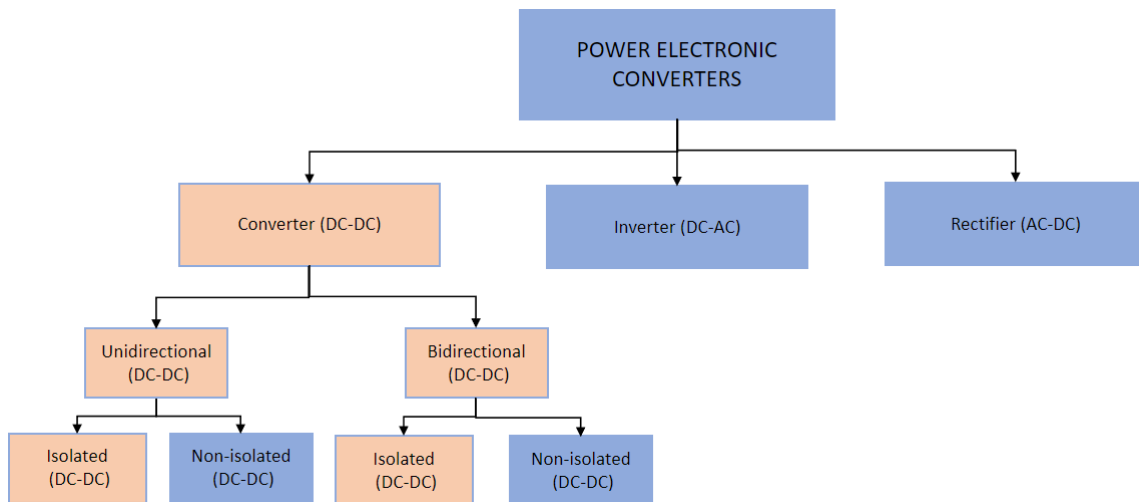 POWER ELECTRONIC
CONVERTERS
Converter (DC-DC)
Inverter (DC-AC)
Rectifier (AC-DC)
Unidirectional
(DC-DC)
Bidirectional
(DC-DC)
Isolated
(DC-DC)
Non-isolated
(DC-DC)
Isolated
(DC-DC)
Non-isolated
(DC-DC)